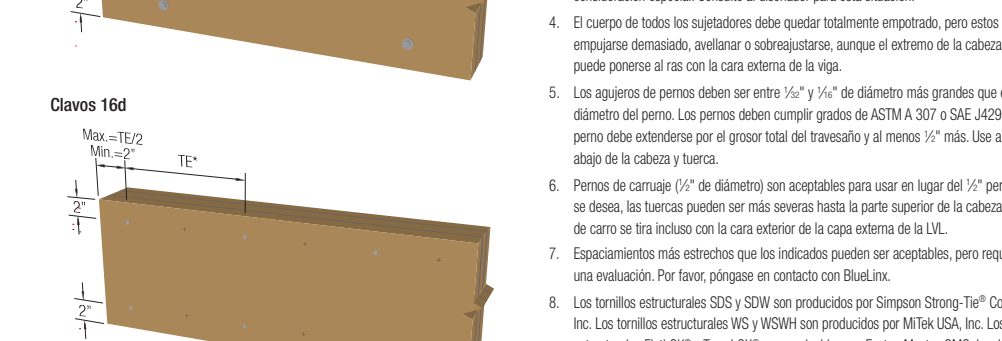 2"
Clavos 16d
Max.=TE/2
Min.=2"
TE*
2"
2"
consideración especial. Consulte al diseñador para esta situación.
4. El cuerpo de todos los sujetadores debe quedar totalmente empotrado, pero estos
empujarse demasiado, avellanar o sobreajustarse, aunque el extremo de la cabeza
puede ponerse al ras con la cara externa de la viga.
5. Los agujeros de pernos deben ser entre 1⁄32" y 1⁄16" de diámetro más grandes que
diámetro del perno. Los pernos deben cumplir grados de ASTM A 307 o SAE J429
perno debe extenderse por el grosor total del travesaño y al menos ½" más. Use
abajo de la cabeza y tuerca.
6. Pernos de carruaje (½" de diámetro) son aceptables para usar en lugar del ½"
se desea, las tuercas pueden ser más severas hasta la parte superior de la cabeza
de carro se tira incluso con la cara exterior de la capa externa de la LVL.
7. Espaciamientos más estrechos que los indicados pueden ser aceptables, pero
una evaluación. Por favor, póngase en contacto con BlueLinx.
8. Los tornillos estructurales SDS y SDW son producidos por Simpson Strong-Tie®
Inc. Los tornillos estructurales WS y WSWH son producidos por MiTek USA, Inc. Los